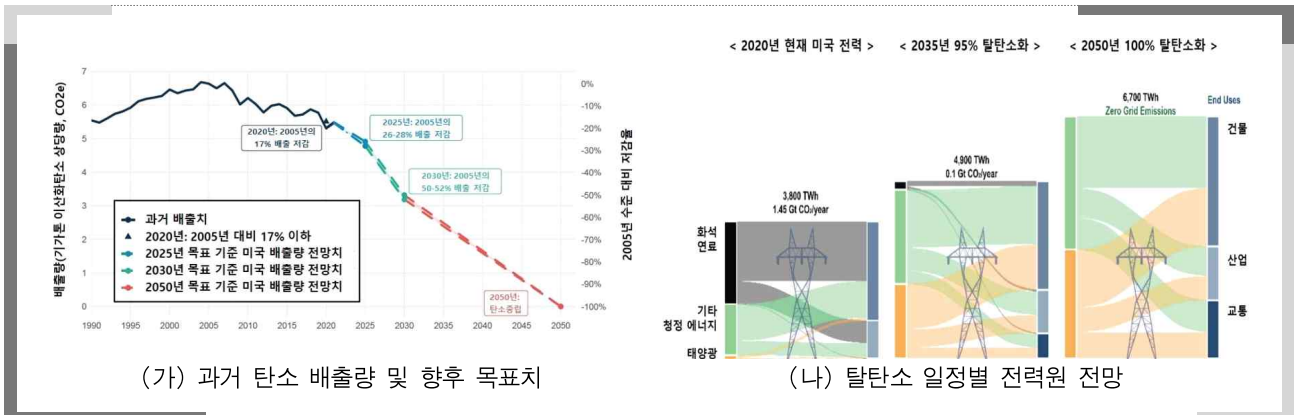 < 2020년 현재 미국 전력 >
< 2035년 95% 탈탄소화 >
< 2050년 100% 탈탄소화 >
배출량(기가톤 이산화탄소 상당량, CO2e)
7
6
5
4
3
2
1
0
1990
1995
2000
2005
2010
2015
2020
2025
2030
2035
2040
2045
2050
0%
-10%
-20%
-30%
-40%
-50%
-60%
-70%
-80%
-90%
-100%
2005년 수준 대비 저감율
2020년: 2005년의
17% 배출 저감
2025년: 2005년의
26-28% 배출 저감
2030년: 2005년의
50-52% 배출 저감
2050년:
탄소중립
과거 배출치
2020년: 2005년 대비 17% 이하
2025년 목표 기준 미국 배출량 전망치
2030년 목표 기준 미국 배출량 전망치
2050년 목표 기준 미국 배출량 전망치
3,800 TWh
1.45 Gt CO₂/year
4,900 TWh
0.1 Gt CO₂/year
6,700 TWh
Zero Grid Emissions
End Uses
화석
연료
기타
청정 에너지
태양광
건물
산업
교통
(가) 과거 탄소 배출량 및 향후 목표치
(나) 탈탄소 일정별 전력원 전망